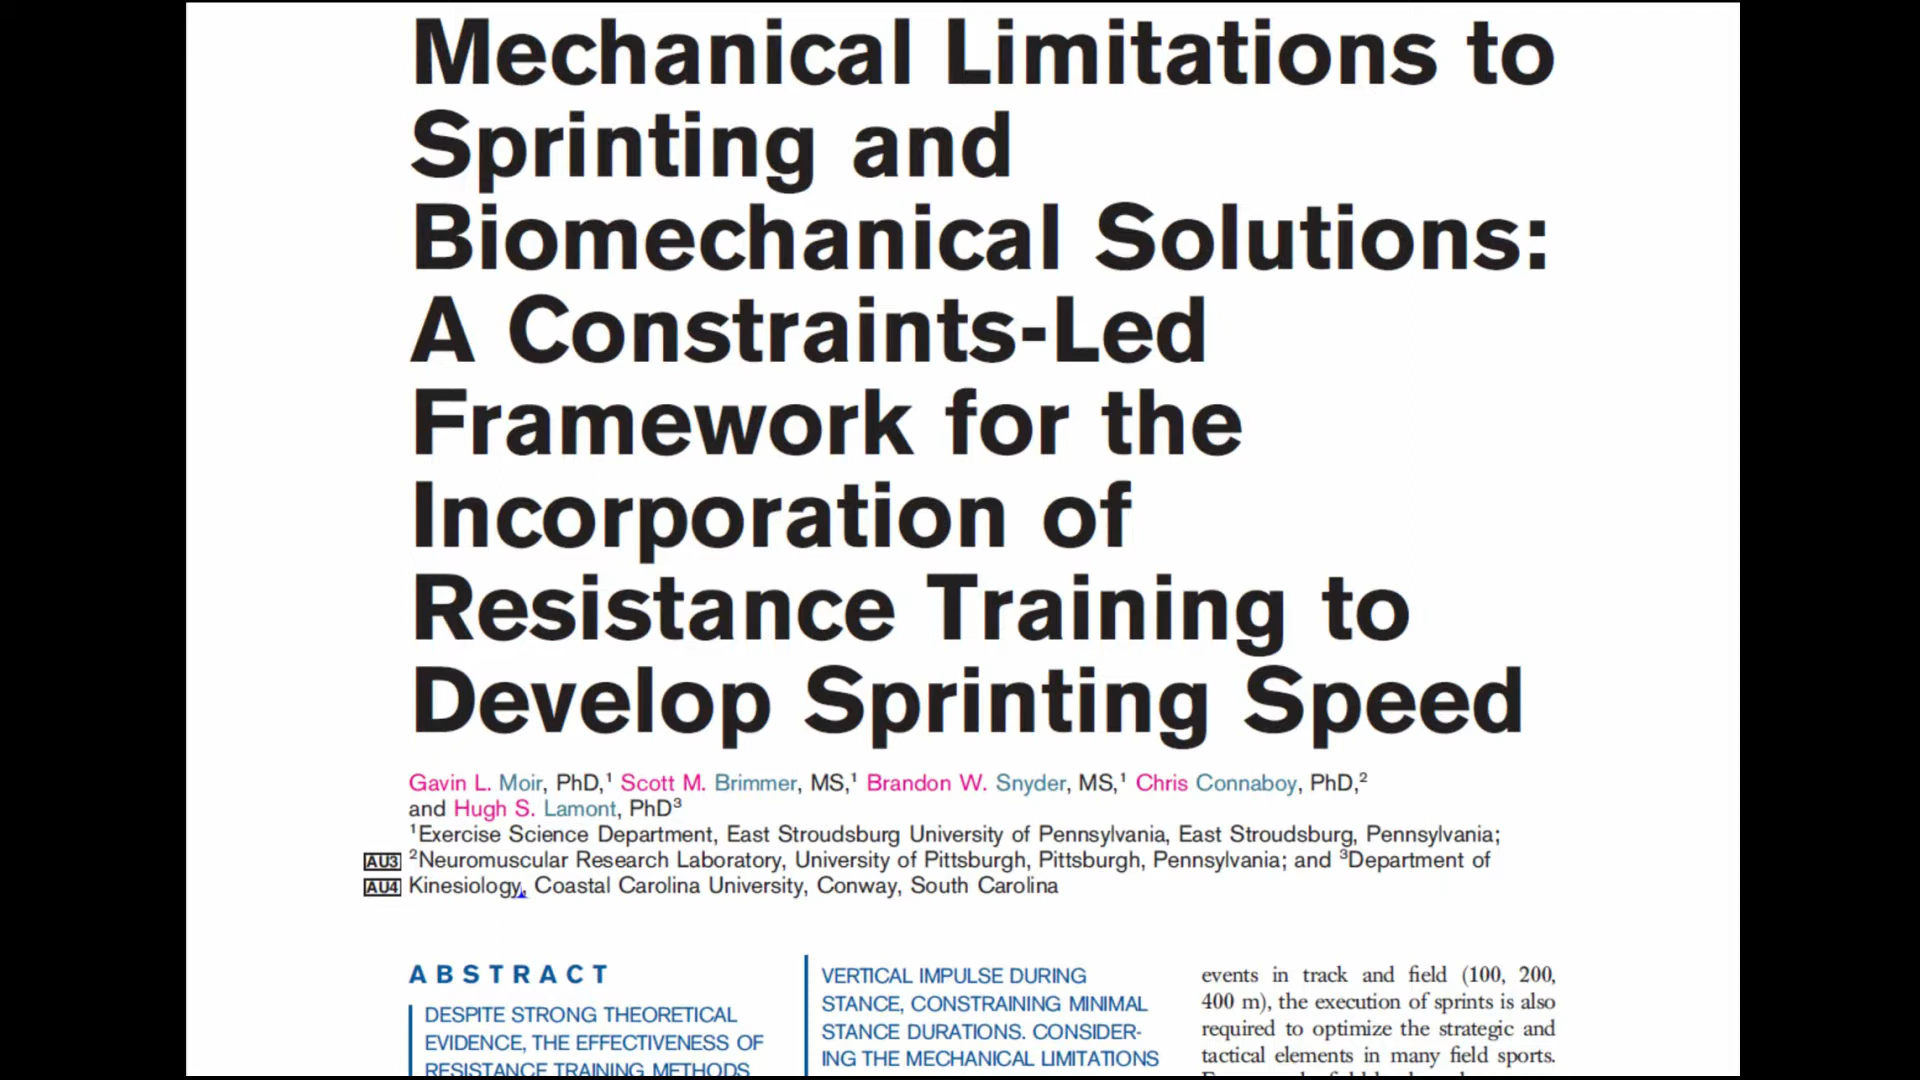 Mechanical Limitations to
Sprinting and
Biomechanical Solutions:
A Constraints-Led
Framework for the
Incorporation of
Resistance Training to
Develop Sprinting Speed
Gavin L. Moir, PhD,¹ Scott M. Brimmer, MS,¹ Brandon W. Snyder, MS,¹ Chris Connaboy, PhD,²
and Hugh S. Lamont, PhD³
¹Exercise Science Department, East Stroudsburg University of Pennsylvania, East Stroudsburg, Pennsylvania;
AU3 ²Neuromuscular Research Laboratory, University of Pittsburgh, Pittsburgh, Pennsylvania; and ³Department of
AU4 Kinesiology, Coastal Carolina University, Conway, South Carolina
ABSTRACT
DESPITE STRONG THEORETICAL
EVIDENCE, THE EFFECTIVENESS OF
RESISTANCE TRAINING METHODS
VERTICAL IMPULSE DURING
STANCE, CONSTRAINING MINIMAL
STANCE DURATIONS. CONSIDER-
ING THE MECHANICAL LIMITATIONS
events in track and field (100, 200,
400 m), the execution of sprints is also
required to optimize the strategic and
tactical elements in many field sports.